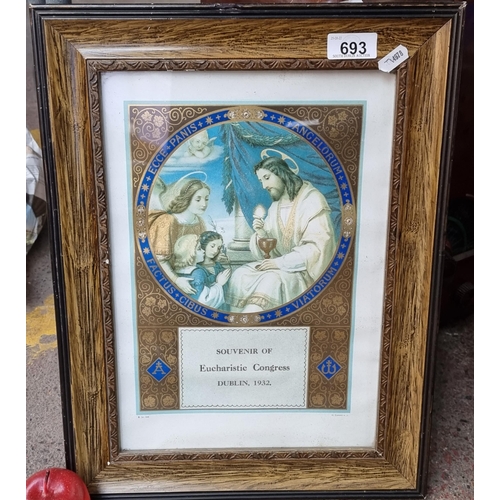 693
ECCE PANIS
ANGELORUM
FACTUS CIBUS
VIATORUM
SOUVENIR OF
Eucharistic Congress
DUBLIN, 1932.
A Ω